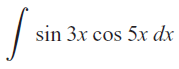 ∫ sin 3x cos 5x dx